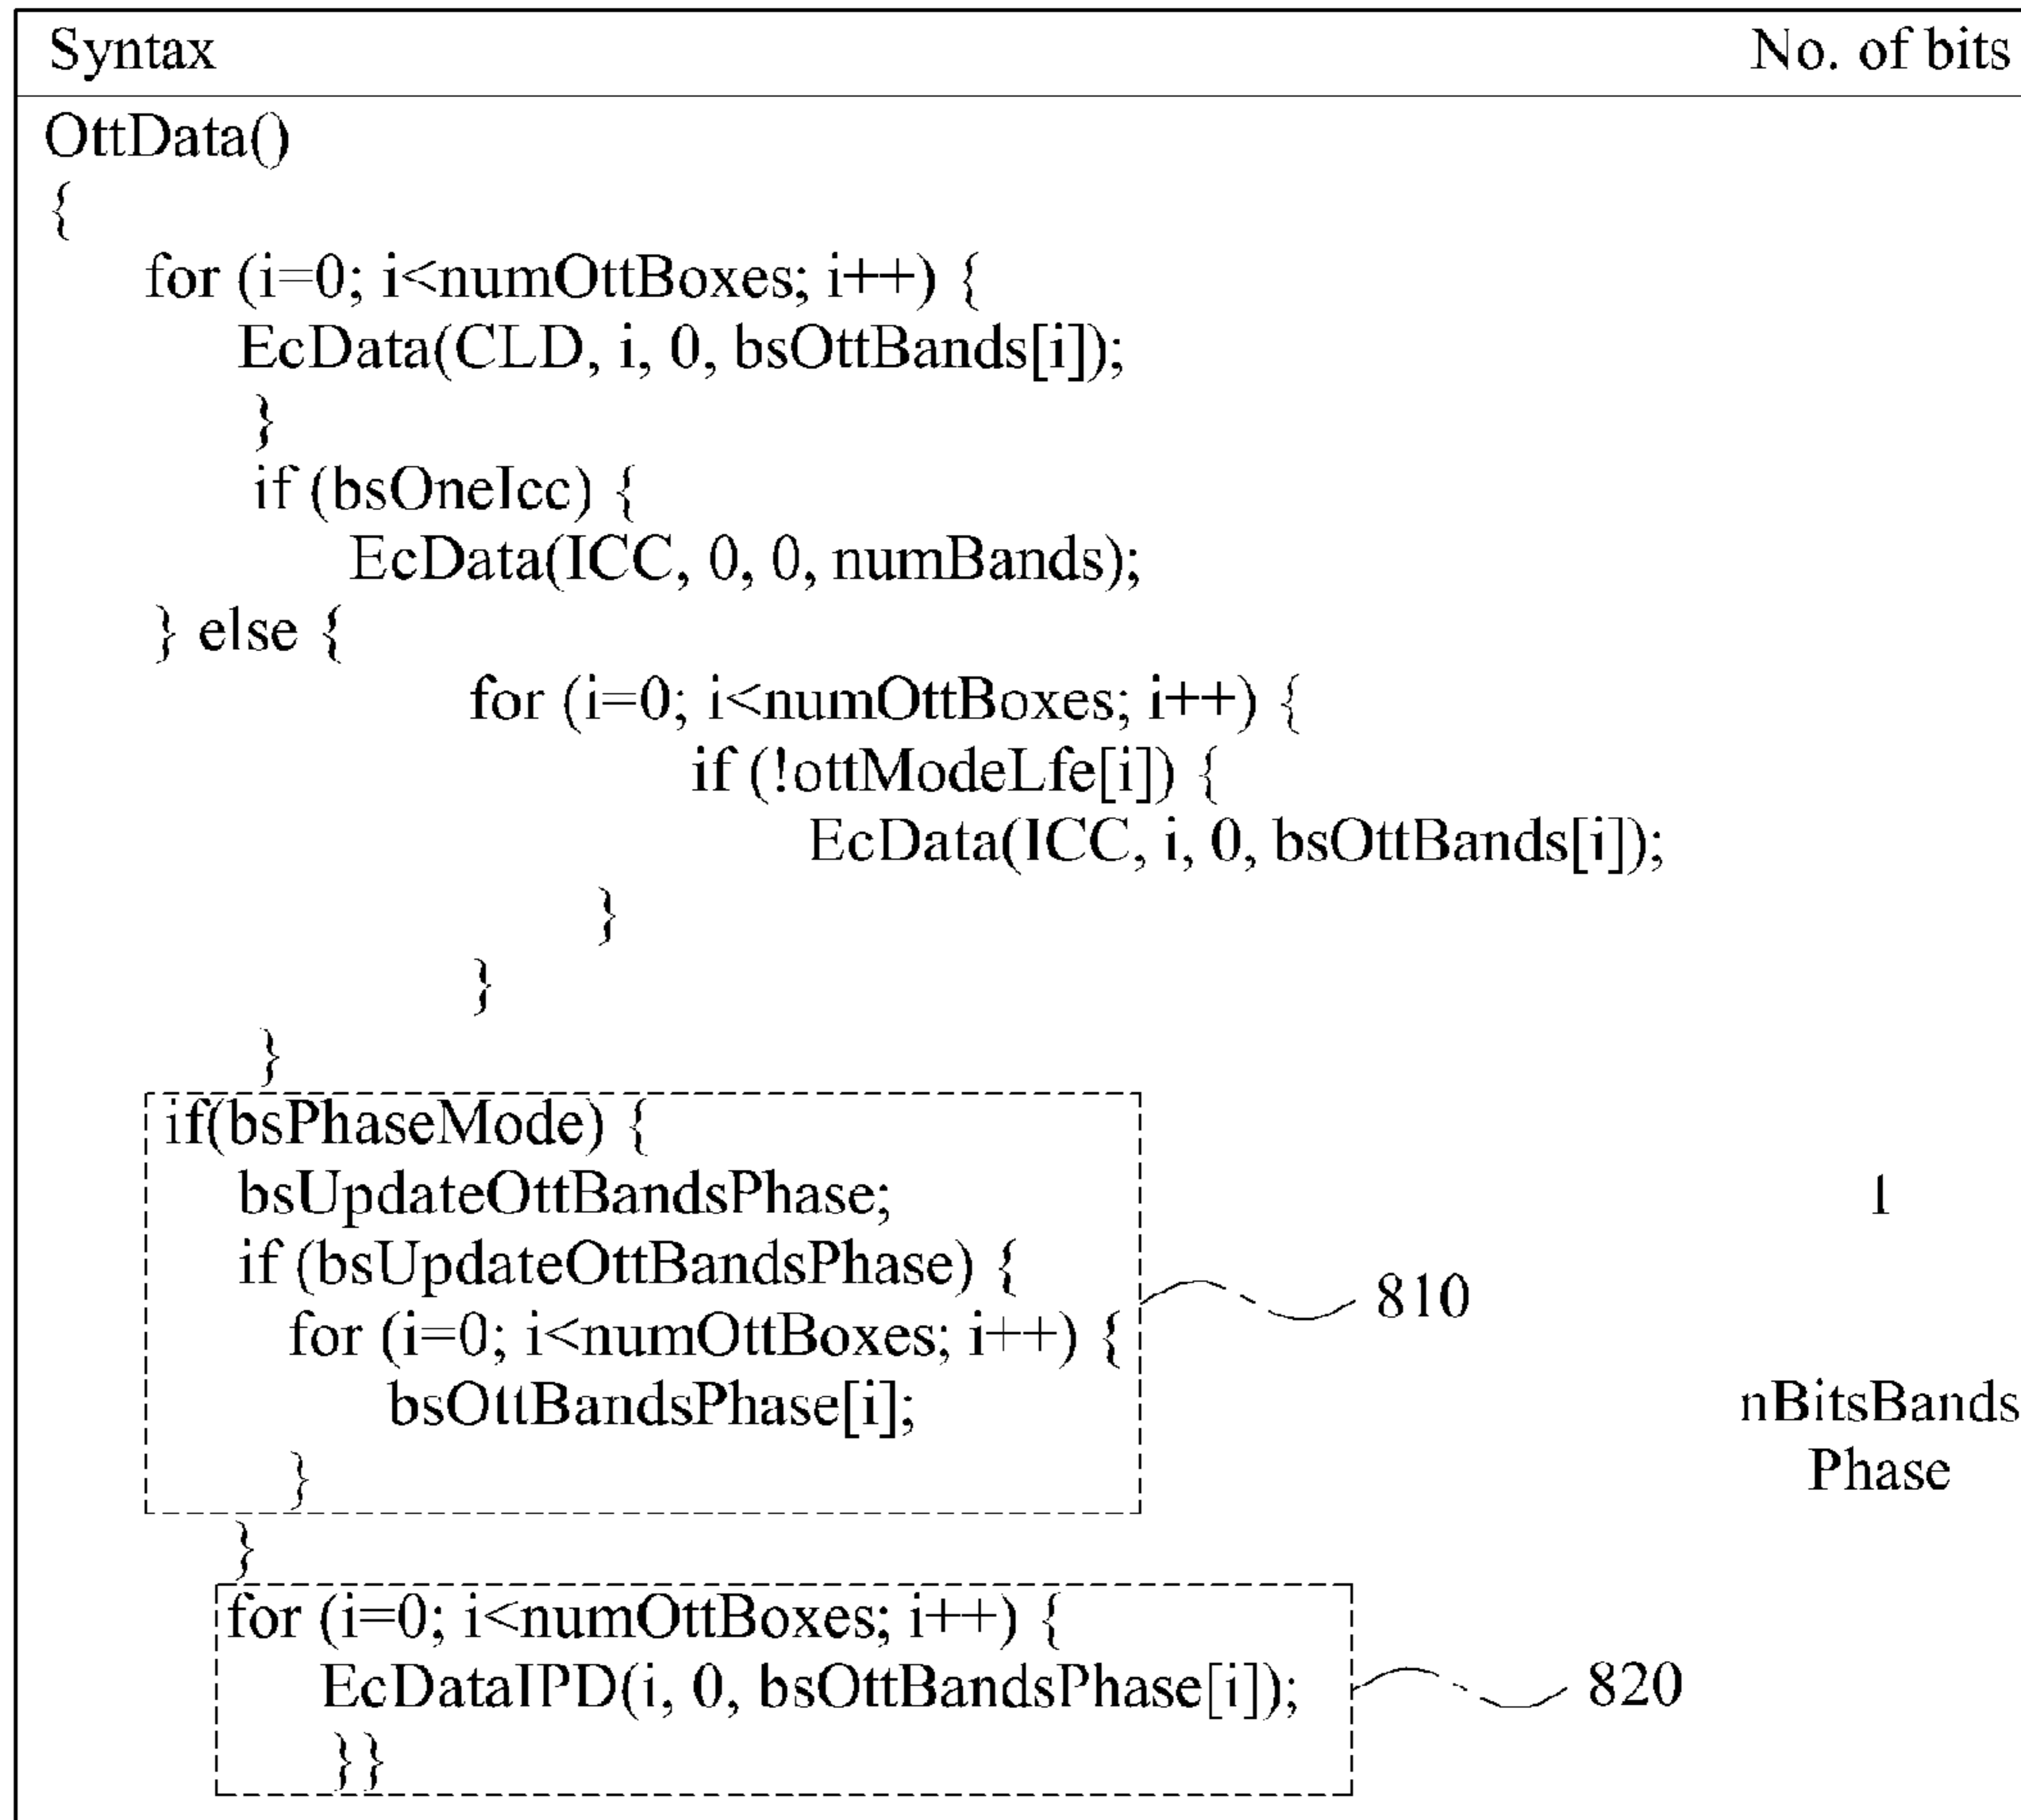 Syntax No. of bits
OttData()
{
for (i=0; i<numOttBoxes; i++) {
EcData(CLD, i, 0, bsOttBands[i]);
}
if (bsOneIcc) {
EcData(ICC, 0, 0, numBands);
} else {
for (i=0; i<numOttBoxes; i++) {
if (!ottModeLfe[i]) {
EcData(ICC, i, 0, bsOttBands[i]);
}
}
}
if(bsPhaseMode) {
bsUpdateOttBandsPhase; 1
if (bsUpdateOttBandsPhase) {
810
for (i=0; i<numOttBoxes; i++) {
bsOttBandsPhase[i]; nBitsBands
} Phase
}
for (i=0; i<numOttBoxes; i++) {
EcDataIPD(i, 0, bsOttBandsPhase[i]); 820
}}